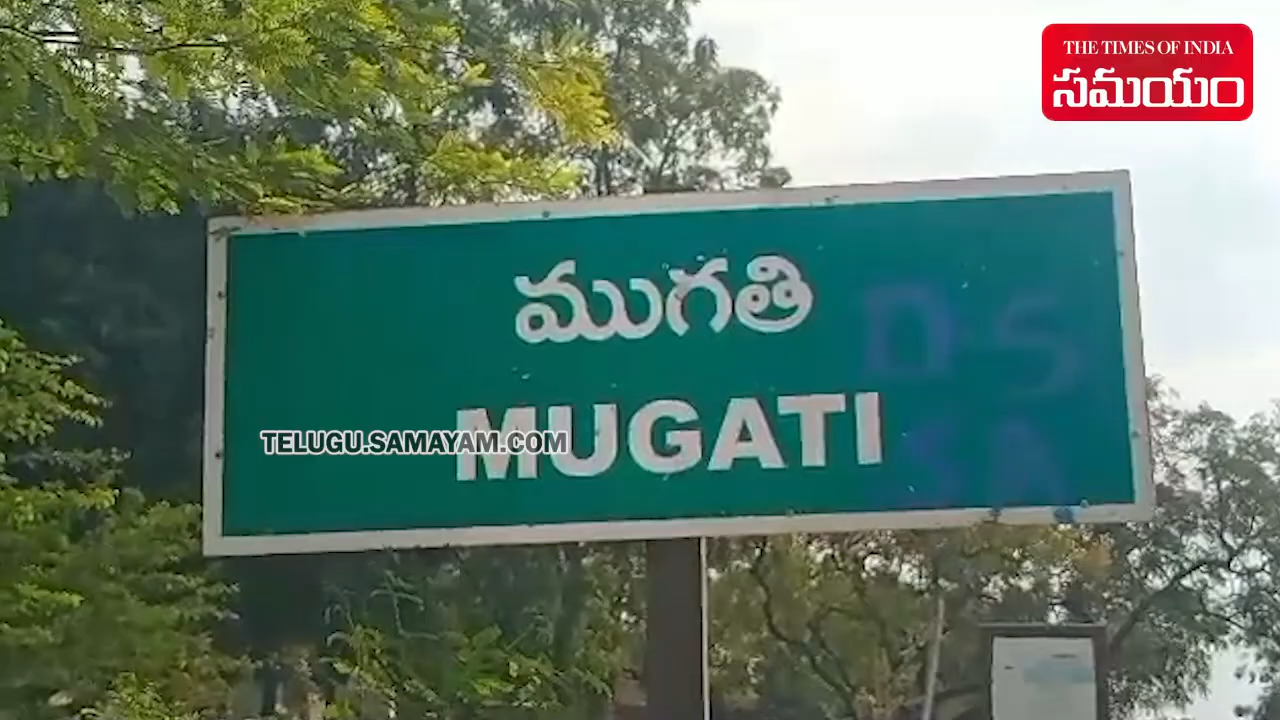 THE TIMES OF INDIA
సమయం
ముగతి
D S
MUGATI
TELUGU.SAMAYAM.COM
S A